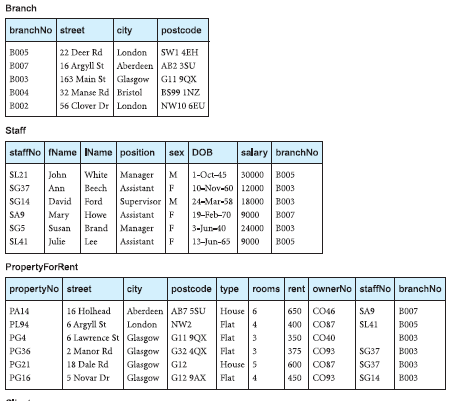 Branch
branchNo street city postcode
B005 22 Deer Rd London SW1 4EH
B007 16 Argyll St Aberdeen AB2 3SU
B003 163 Main St Glasgow G11 9QX
B004 32 Manse Rd Bristol BS99 1NZ
B002 56 Clover Dr London NW10 6EU
Staff
staffNo fName lName position sex DOB salary branchNo
SL21 John White Manager M 1-Oct-45 30000 B005
SG37 Ann Beech Assistant F 10-Nov-60 12000 B003
SG14 David Ford Supervisor M 24-Mar-58 18000 B003
SA9 Mary Howe Assistant F 19-Feb-70 9000 B007
SG5 Susan Brand Manager F 3-Jun-40 24000 B003
SL41 Julie Lee Assistant F 13-Jun-65 9000 B005
PropertyForRent
propertyNo street city postcode type rooms rent ownerNo staffNo branchNo
PA14 16 Holhead Aberdeen AB7 5SU House 6 650 CO46 SA9 B007
PL94 6 Argyll St London NW2 Flat 4 400 CO87 SL41 B005
PG4 6 Lawrence St Glasgow G11 9QX Flat 3 350 CO40 B003
PG36 2 Manor Rd Glasgow G32 4QX Flat 3 375 CO93 SG37 B003
PG21 18 Dale Rd Glasgow G12 House 5 600 CO87 SG37 B003
PG16 5 Novar Dr Glasgow G12 9AX Flat 4 450 CO93 SG14 B003